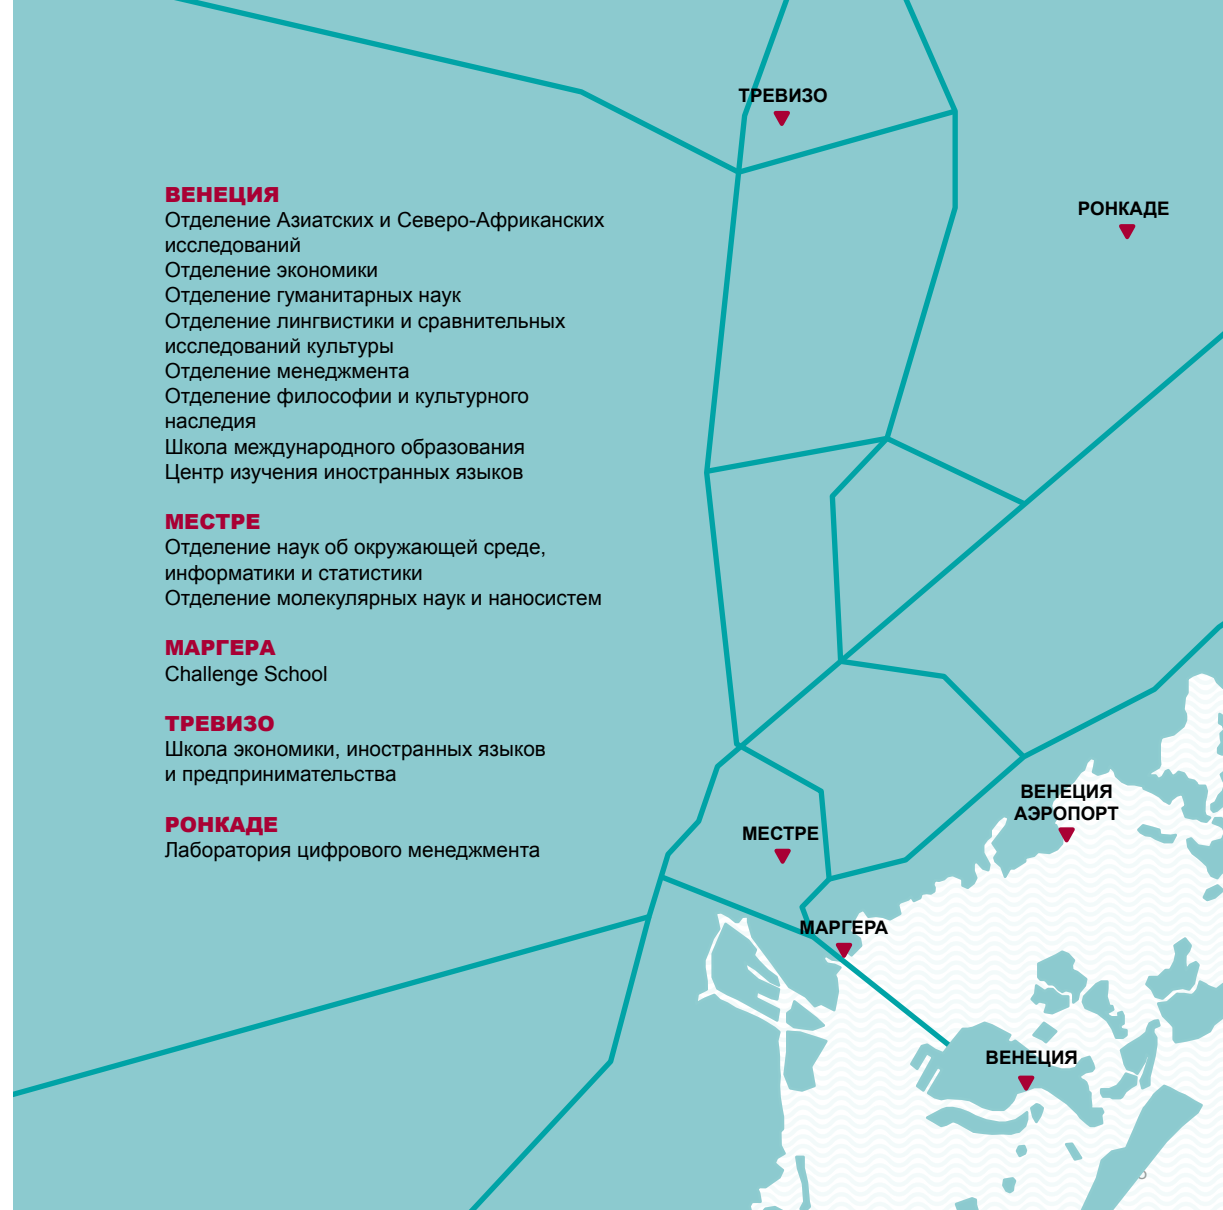 ТРЕВИЗО
РОНКАДЕ
ВЕНЕЦИЯ
Отделение Азиатских и Северо-Африканских
исследований
Отделение экономики
Отделение гуманитарных наук
Отделение лингвистики и сравнительных
исследований культуры
Отделение менеджмента
Отделение философии и культурного
наследия
Школа международного образования
Центр изучения иностранных языков
МЕСТРЕ
Отделение наук об окружающей среде,
информатики и статистики
Отделение молекулярных наук и наносистем
МАРГЕРА
Challenge School
ТРЕВИЗО
Школа экономики, иностранных языков
и предпринимательства
РОНКАДЕ
Лаборатория цифрового менеджмента
ВЕНЕЦИЯ
АЭРОПОРТ
МЕСТРЕ
МАРГЕРА
ВЕНЕЦИЯ